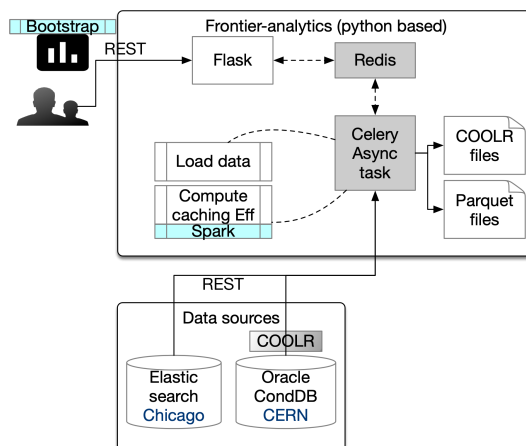 Bootstrap
Frontier-analytics (python based)
REST
Flask
Redis
Celery
Async
task
COOLR
files
Load data
Compute
caching Eff
Spark
Parquet
files
REST
Data sources
COOLR
Elastic
search
Chicago
Oracle
CondDB
CERN